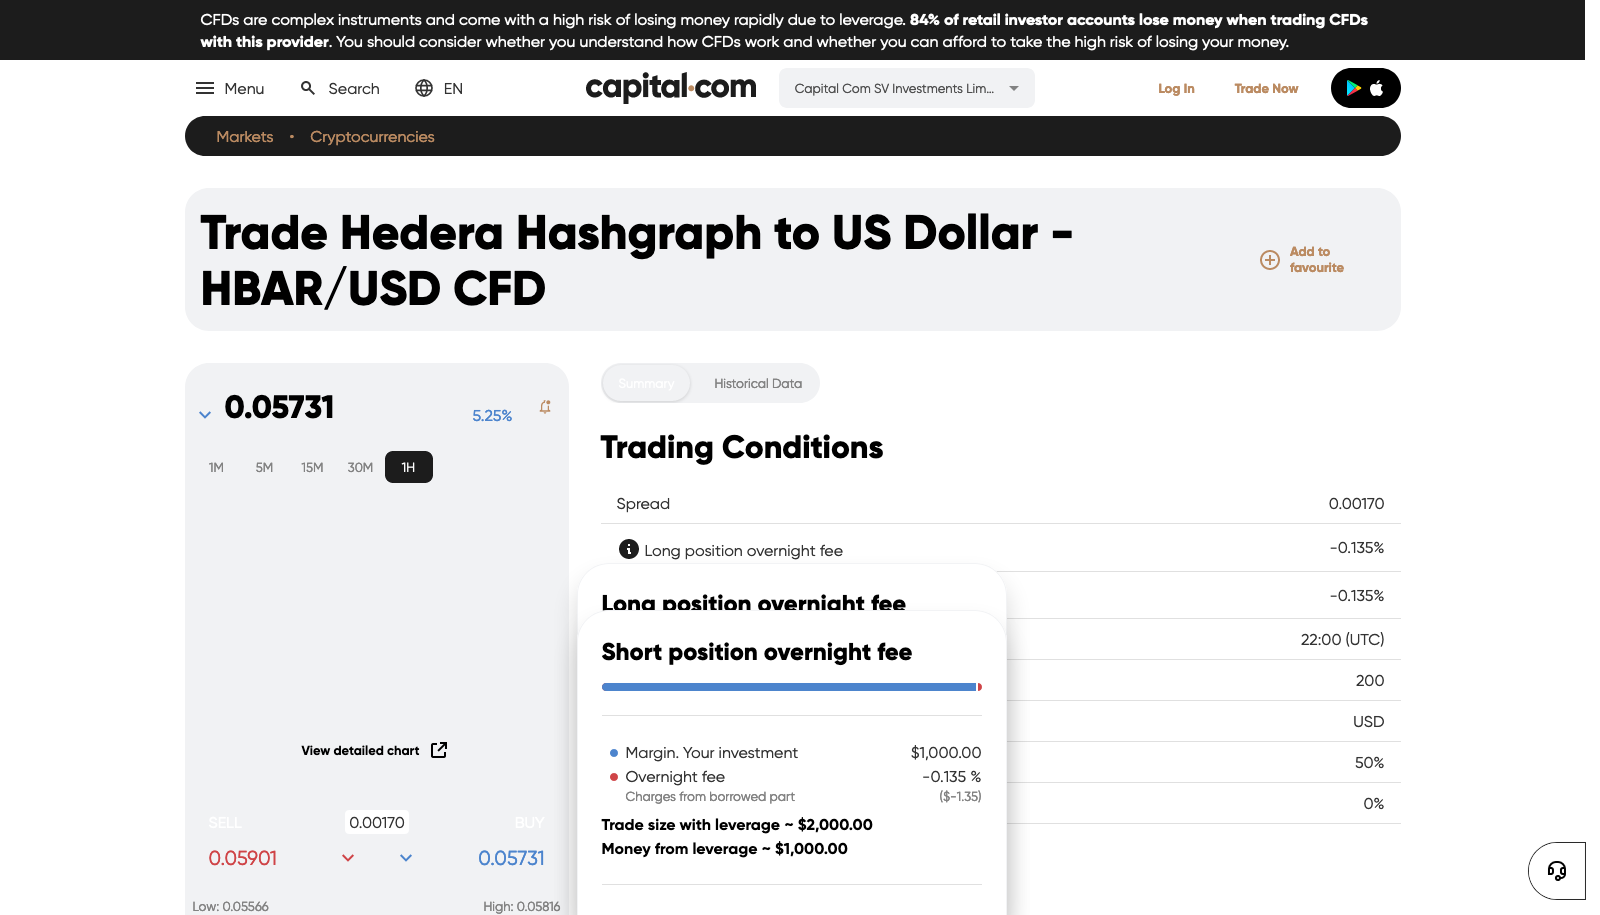 CFDs are complex instruments and come with a high risk of losing money rapidly due to leverage. 84% of retail investor accounts lose money when trading CFDs
with this provider. You should consider whether you understand how CFDs work and whether you can afford to take the high risk of losing your money.
Menu
Search
EN
capital.com
Capital Com SV Investments Lim...
Log In
Trade Now
Markets • Cryptocurrencies
Trade Hedera Hashgraph to US Dollar -
HBAR/USD CFD
Add to
favourite
0.05731
5.25%
1M 5M 15M 30M 1H
View detailed chart
SELL
0.00170
BUY
0.05901
0.05731
Low: 0.05566
High: 0.05816
Summary
Historical Data
Trading Conditions
Spread 0.00170
Long position overnight fee -0.135%
-0.135%
22:00 (UTC)
200
USD
50%
0%
Long position overnight fee
Short position overnight fee
Margin. Your investment $1,000.00
Overnight fee -0.135 %
Charges from borrowed part ($-1.35)
Trade size with leverage ~ $2,000.00
Money from leverage ~ $1,000.00